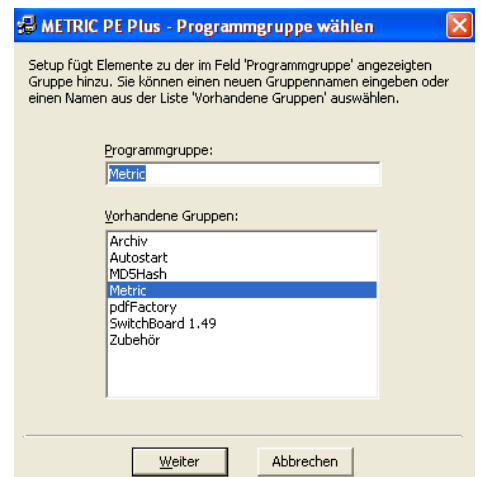 METRIC PE Plus - Programmgruppe wählen
Setup fügt Elemente zu der im Feld 'Programmgruppe' angezeigten
Gruppe hinzu. Sie können einen neuen Gruppennamen eingeben oder
einen Namen aus der Liste 'Vorhandene Gruppen' auswählen.
Programmgruppe:
Metric
Vorhandene Gruppen:
Archiv
Autostart
MD5Hash
Metric
pdfFactory
SwitchBoard 1.49
Zubehör
Weiter
Abbrechen